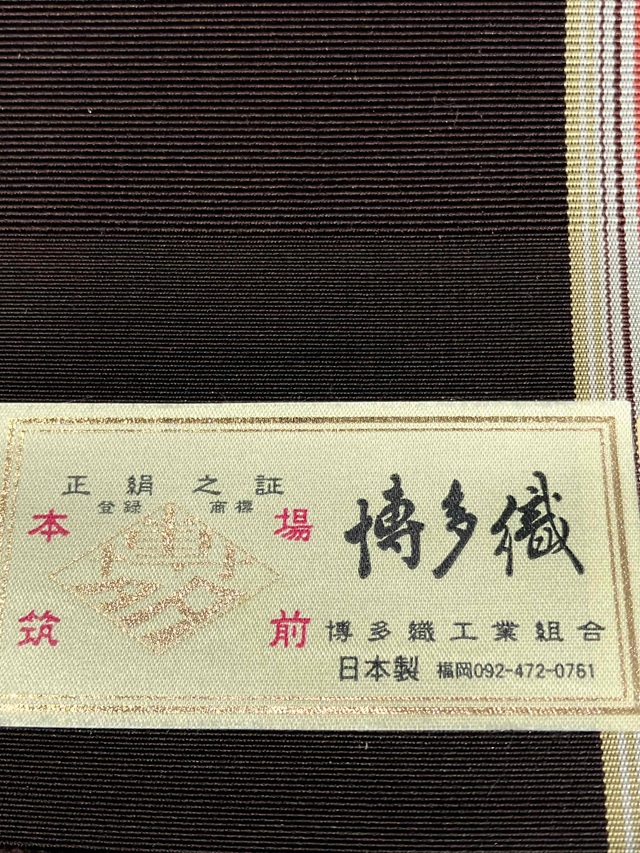 正絹之証
登録商標
本場
筑前
博多織
博多織工業組合
日本製 福岡092-472-0761